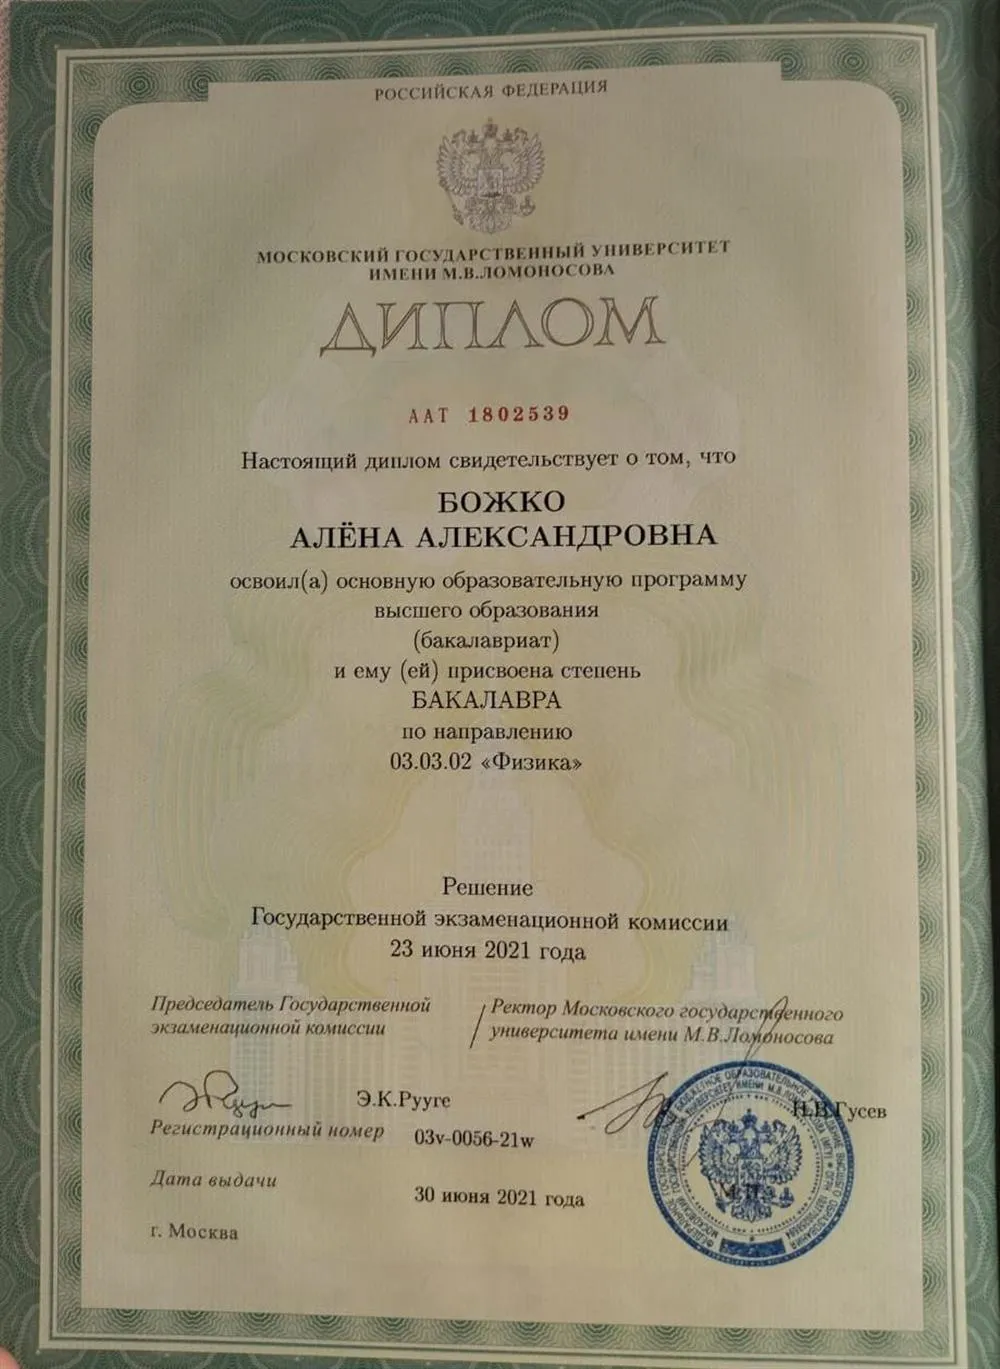 РОССИЙСКАЯ ФЕДЕРАЦИЯ
МОСКОВСКИЙ ГОСУДАРСТВЕННЫЙ УНИВЕРСИТЕТ
ИМЕНИ М.В.ЛОМОНОСОВА
ДИПЛОМ
ААТ 1802539
Настоящий диплом свидетельствует о том, что
БОЖКО
АЛЁНА АЛЕКСАНДРОВНА
освоил(а) основную образовательную программу
высшего образования
(бакалавриат)
и ему (ей) присвоена степень
БАКАЛАВРА
по направлению
03.03.02 «Физика»
Решение
Государственной экзаменационной комиссии
23 июня 2021 года
Председатель Государственной
экзаменационной комиссии
Ректор Московского государственного
университета имени М.В.Ломоносова
Э.К.Рууге
Н.В.Гусев
Регистрационный номер 03v-0056-21w
М.П.
Дата выдачи 30 июня 2021 года
г. Москва